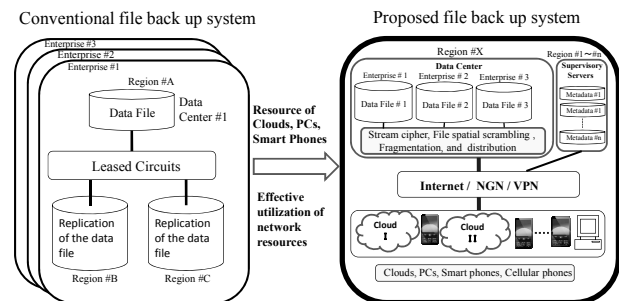 Conventional file back up system
Enterprise #3
Enterprise #2
Enterprise #1
Region #A
Data File
Data
Center #1
Leased Circuits
Replication
of the data
file
Replication
of the data
file
Region #B
Region #C
Resource of
Clouds, PCs,
Smart Phones
Effective
utilization of
network
resources
Proposed file back up system
Region #X
Data Center
Enterprise # 1
Enterprise # 2
Enterprise # 3
Data File # 1
Data File # 2
Data File # 3
Stream cipher, File spatial scrambling ,
Fragmentation, and distribution
Region #1~#n
Supervisory
Servers
Metadata #1
Metadata #1
Metadata #n
Internet / NGN / VPN
Cloud
I
Cloud
II
Clouds, PCs, Smart phones, Cellular phones